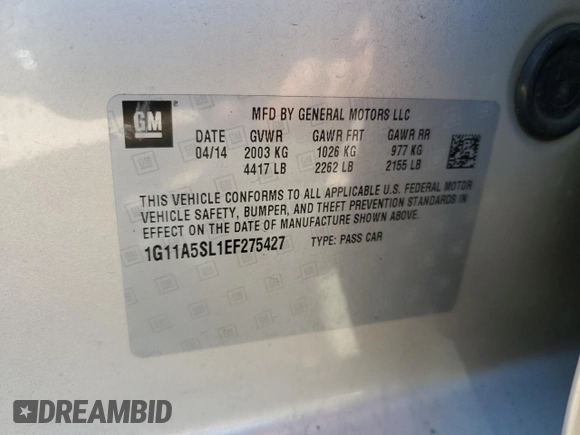 GM
MFD BY GENERAL MOTORS LLC
DATE GVWR GAWR FRT GAWR RR
04/14 2003 KG 1026 KG 977 KG
4417 LB 2262 LB 2155 LB
THIS VEHICLE CONFORMS TO ALL APPLICABLE U.S. FEDERAL MOTOR
VEHICLE SAFETY, BUMPER, AND THEFT PREVENTION STANDARDS IN
EFFECT ON THE DATE OF MANUFACTURE SHOWN ABOVE.
1G11A5SL1EF275427 TYPE: PASS CAR
DREAMBID